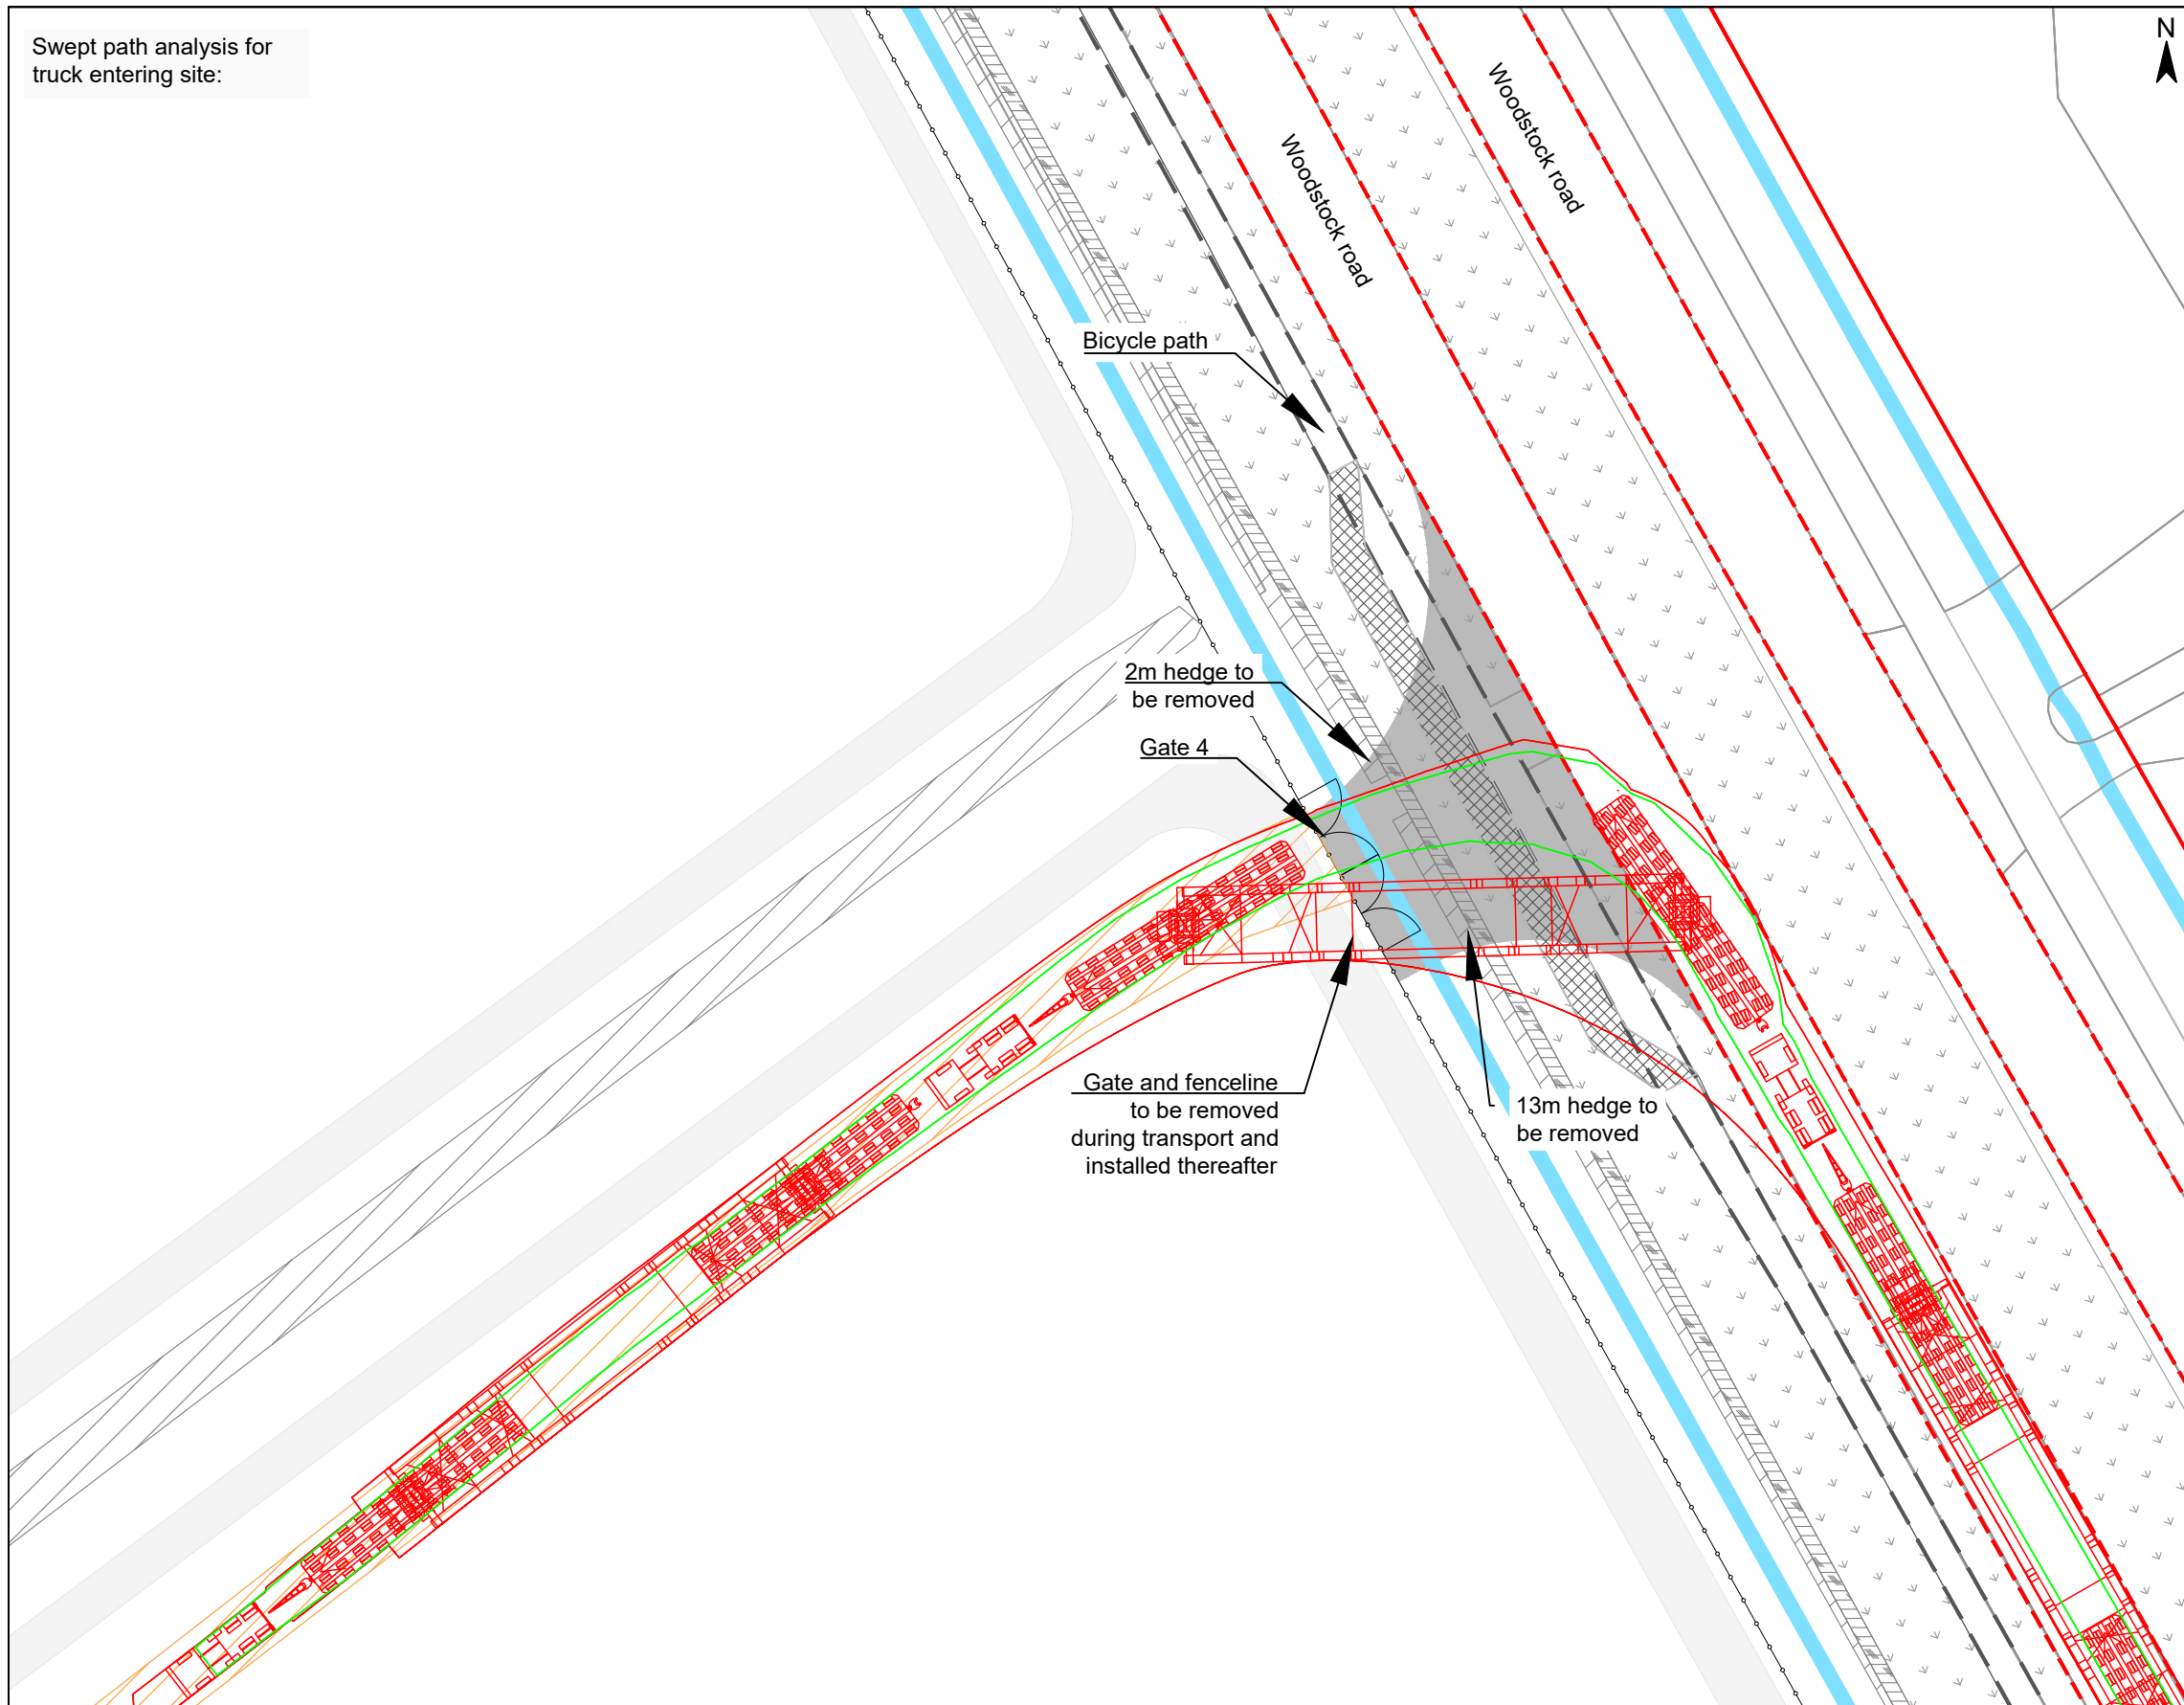 Swept path analysis for
truck entering site:
N
Woodstock road
Woodstock road
Bicycle path
2m hedge to
be removed
Gate 4
Gate and fenceline
to be removed
during transport and
installed thereafter
13m hedge to
be removed